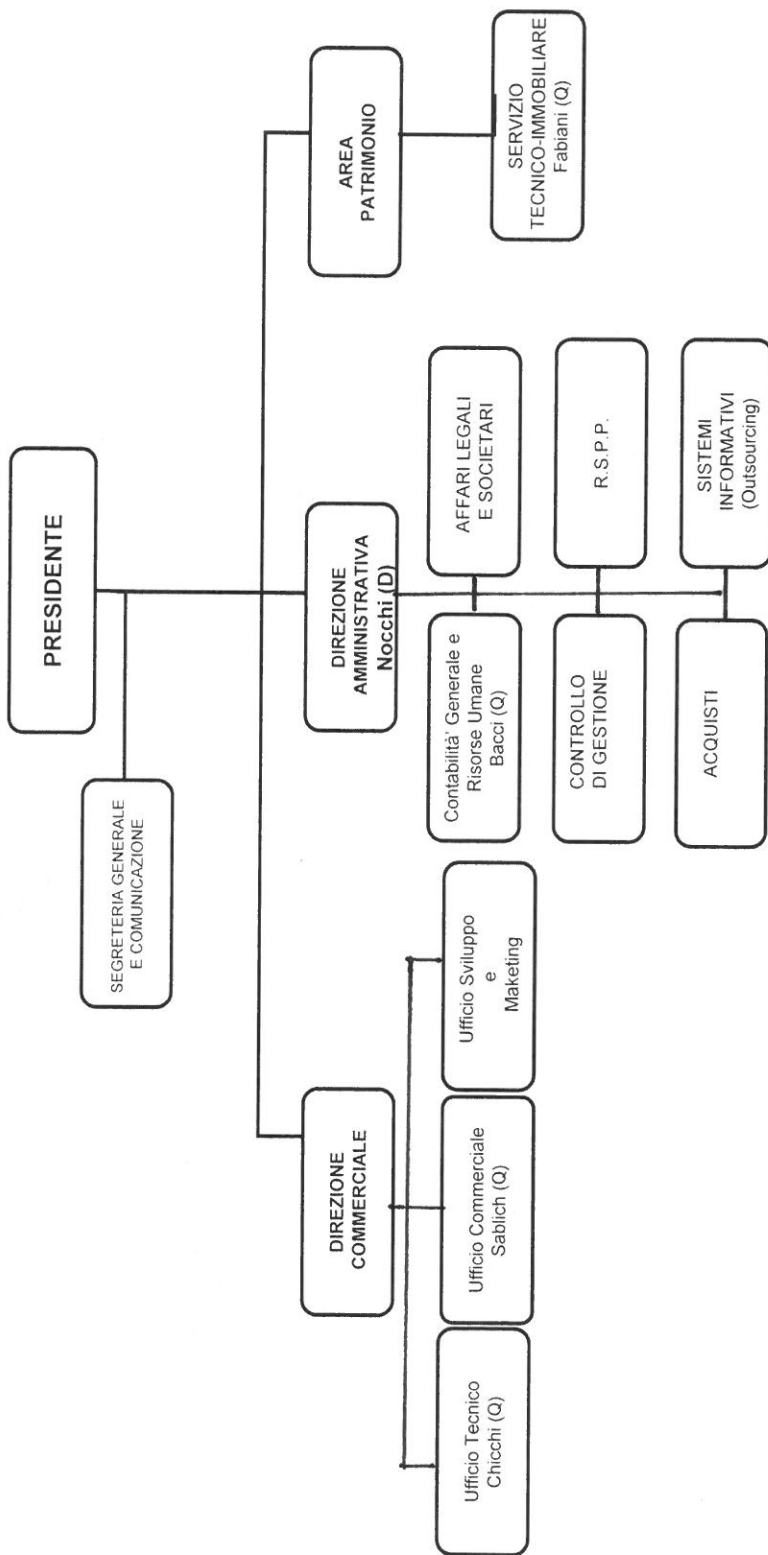 PRESIDENTE
SEGRETERIA GENERALE
E COMUNICAZIONE
DIREZIONE
COMMERCIALE
DIREZIONE
AMMINISTRATIVA
Nocchi (D)
AREA
PATRIMONIO
Ufficio Tecnico
Chicchi (Q)
Ufficio Commerciale
Sablich (Q)
Ufficio Sviluppo
e
Maketing
Contabilità' Generale e
Risorse Umane
Bacci (Q)
AFFARI LEGALI
E SOCIETARI
CONTROLLO
DI GESTIONE
R.S.P.P.
ACQUISTI
SISTEMI
INFORMATIVI
(Outsourcing)
SERVIZIO
TECNICO-IMMOBILIARE
Fabiani (Q)